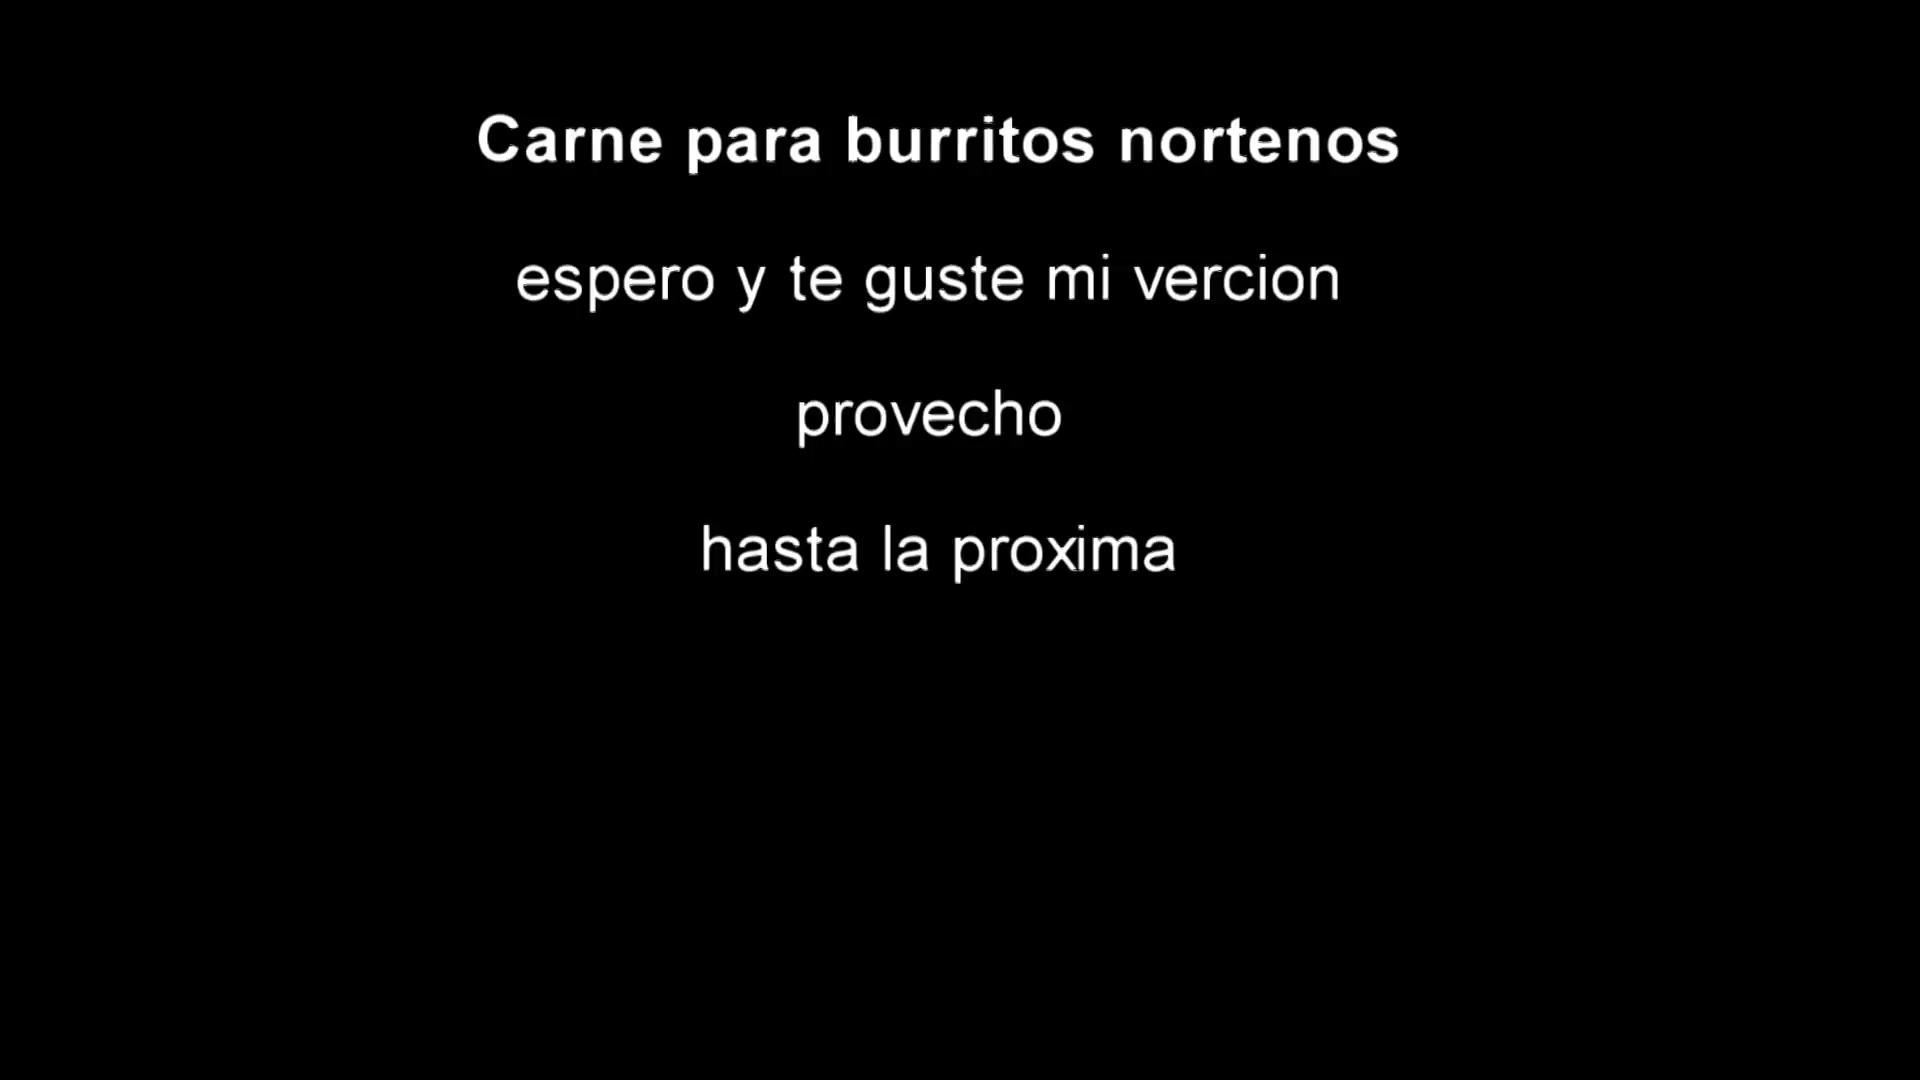 Carne para burritos nortenos
espero y te guste mi vercion
provecho
hasta la proxima